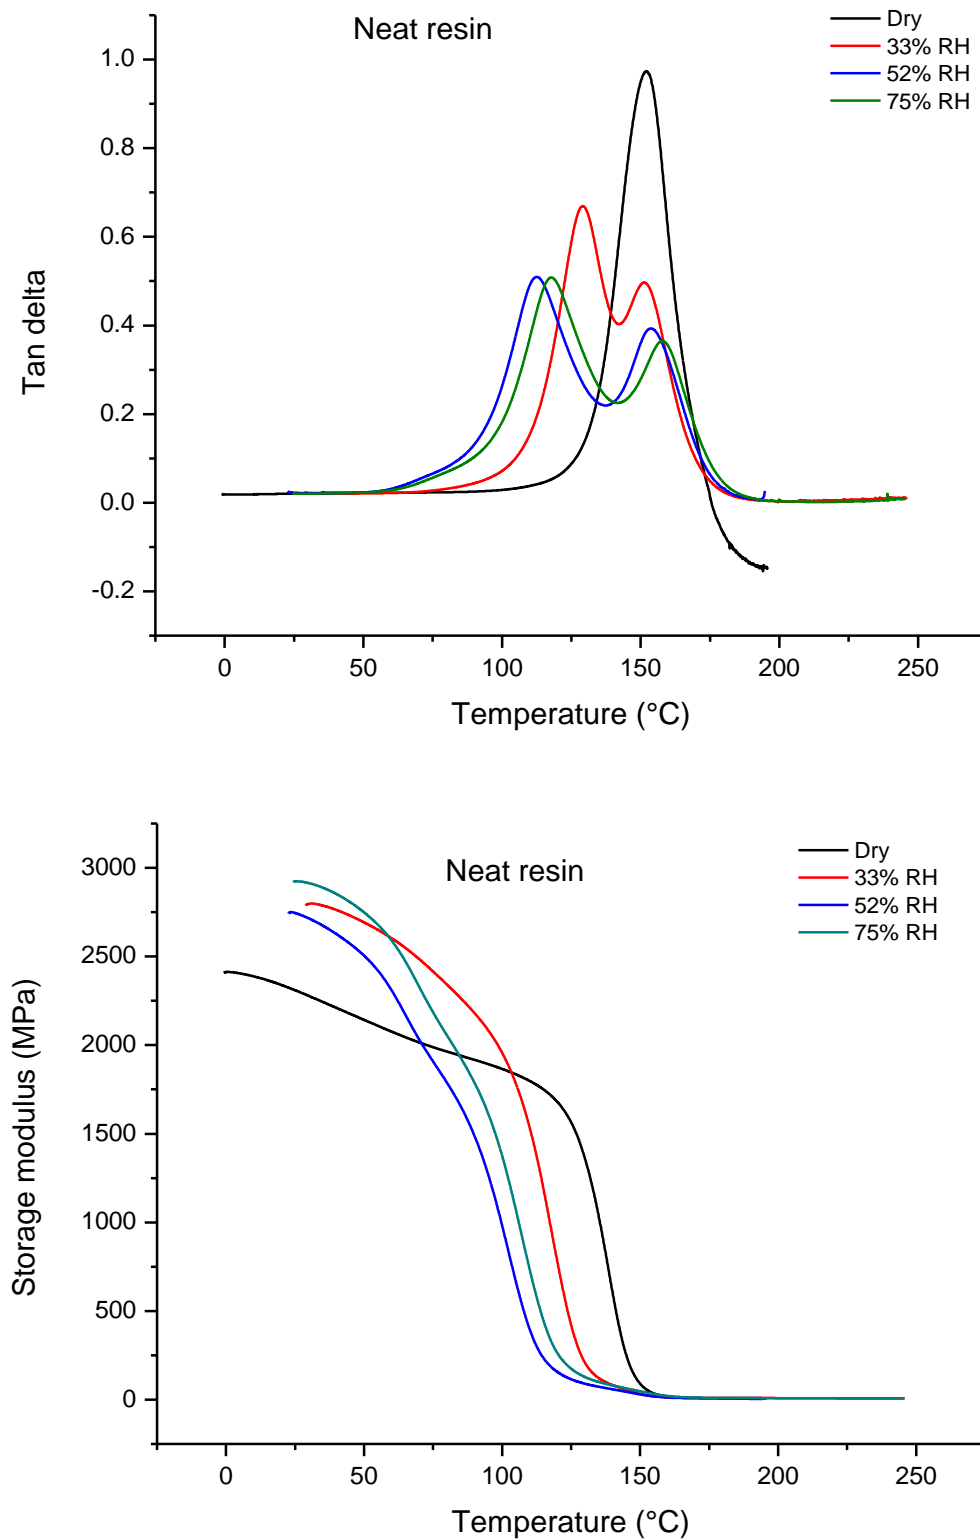 Neat resin
Dry
33% RH
52% RH
75% RH
1.0
0.8
0.6
0.4
0.2
0.0
-0.2
Tan delta
0 50 100 150 200 250
Temperature (°C)
Neat resin
Dry
33% RH
52% RH
75% RH
3000
2500
2000
1500
1000
500
0
Storage modulus (MPa)
0 50 100 150 200 250
Temperature (°C)